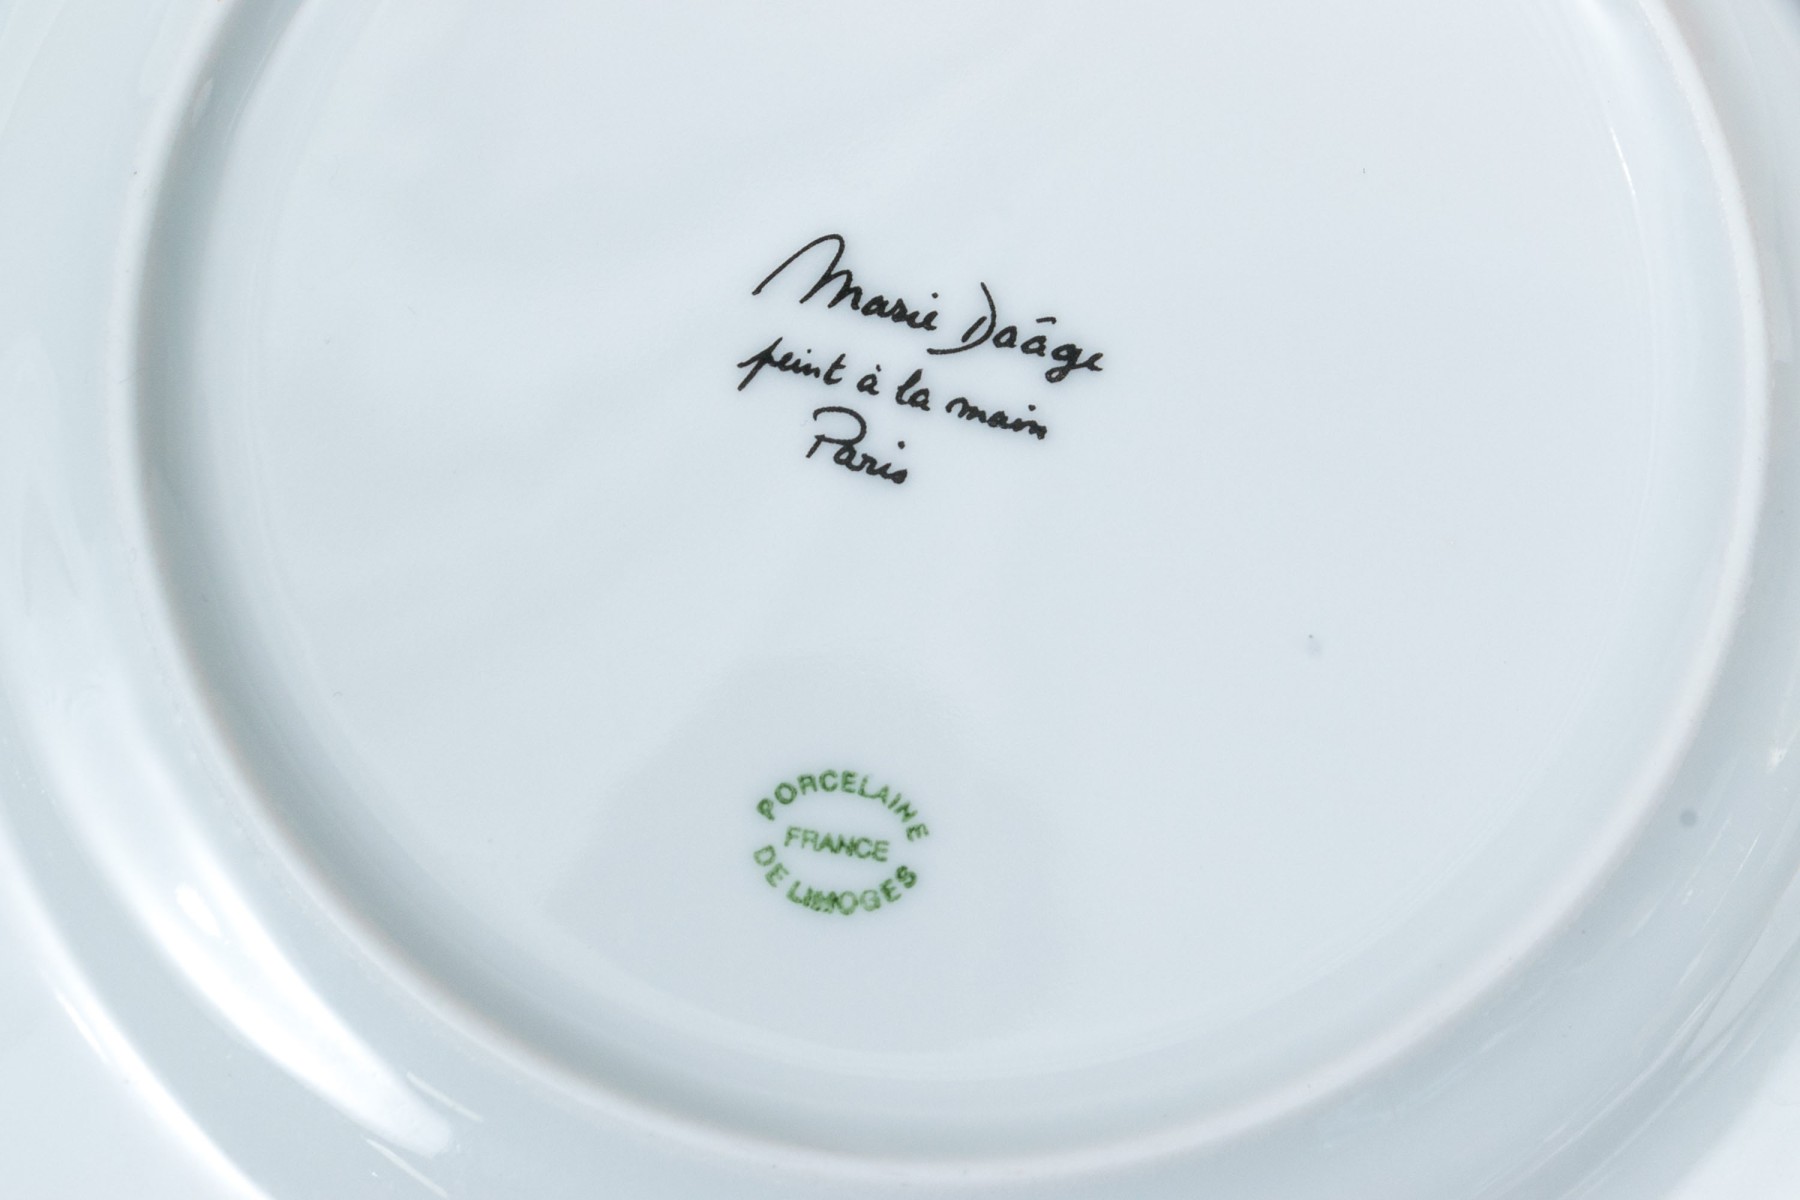 Marie Daâge
peint à la main
Paris
PORCELAINE
FRANCE
DE LIMOGES